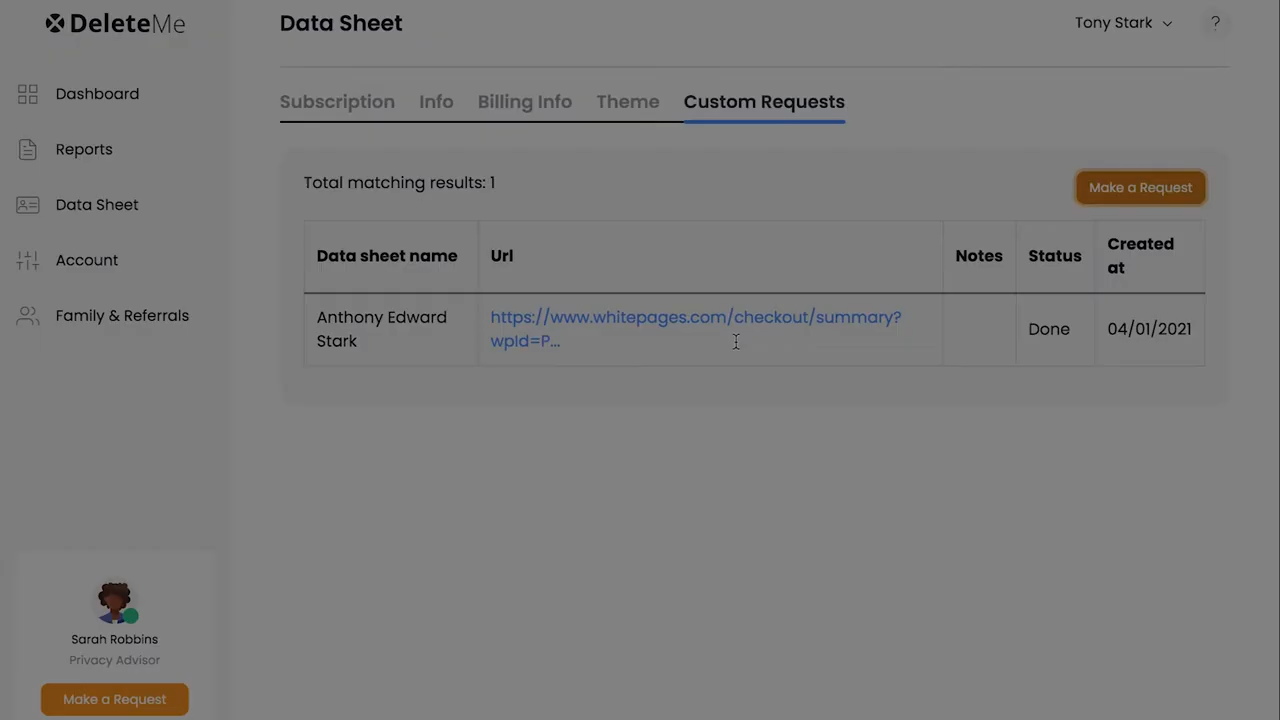 DeleteMe
Data Sheet
Tony Stark
?
Dashboard
Reports
Data Sheet
Account
Family & Referrals
Subscription
Info
Billing Info
Theme
Custom Requests
Total matching results: 1
Make a Request
Data sheet name
Url
Notes
Status
Created
at
Anthony Edward
Stark
https://www.whitepages.com/checkout/summary?
wpId=P...
Done
04/01/2021
Sarah Robbins
Privacy Advisor
Make a Request